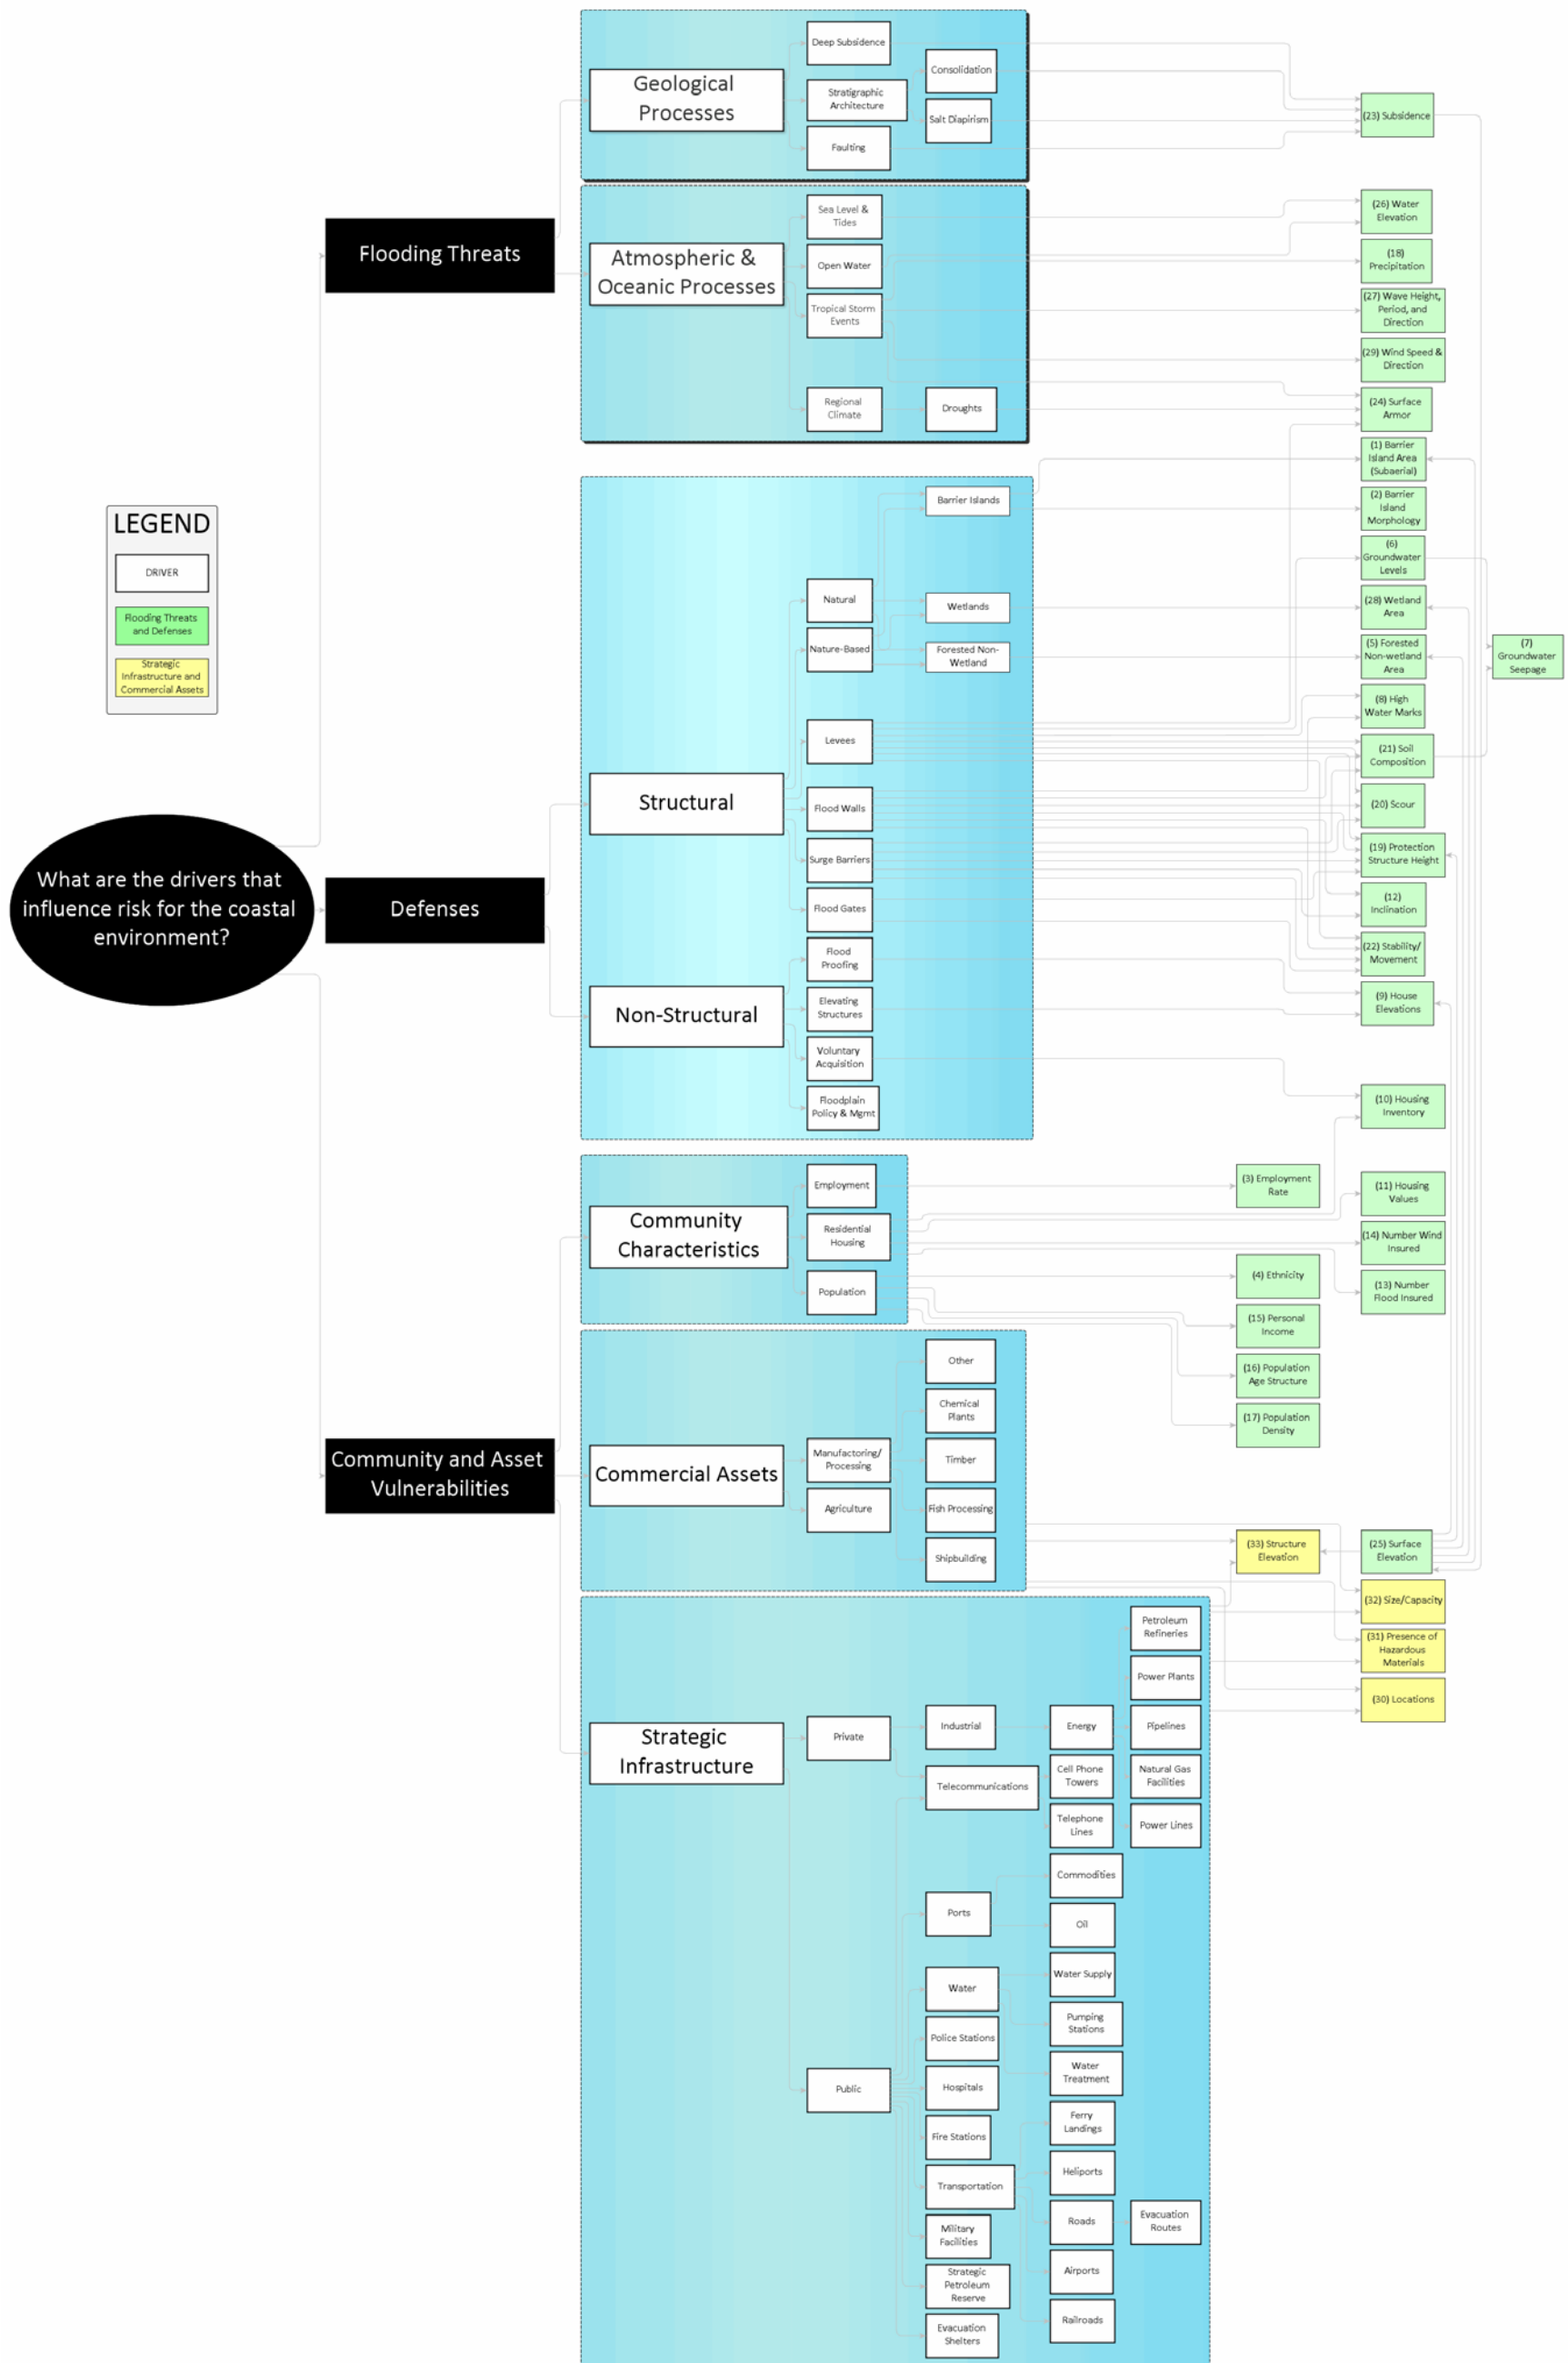 What are the drivers that
influence risk for the coastal
environment?
LEGEND
DRIVER
Flooding Threats
and Defenses
Strategic
Infrastructure and
Commercial Assets
Flooding Threats
Defenses
Community and Asset
Vulnerabilities
Geological
Processes
Deep Subsidence
Stratigraphic
Architecture
Faulting
Consolidation
Salt Diapirism
Atmospheric &
Oceanic Processes
Sea Level &
Tides
Open Water
Tropical Storm
Events
Regional
Climate
Droughts
Structural
Natural
Nature-Based
Levees
Flood Walls
Surge Barriers
Flood Gates
Barrier Islands
Wetlands
Forested Non-
Wetland
Non-Structural
Flood
Proofing
Elevating
Structures
Voluntary
Acquisition
Floodplain
Policy & Mgmt
Community
Characteristics
Employment
Residential
Housing
Population
Commercial Assets
Manufactoring/
Processing
Agriculture
Other
Chemical
Plants
Timber
Fish Processing
Shipbuilding
Strategic
Infrastructure
Private
Public
Industrial
Telecommunications
Ports
Water
Police Stations
Hospitals
Fire Stations
Transportation
Military
Facilities
Strategic
Petroleum
Reserve
Evacuation
Shelters
Energy
Cell Phone
Towers
Telephone
Lines
Commodities
Oil
Water Supply
Pumping
Stations
Water
Treatment
Ferry
Landings
Heliports
Roads
Airports
Railroads
Petroleum
Refineries
Power Plants
Pipelines
Natural Gas
Facilities
Power Lines
Evacuation
Routes
(23) Subsidence
(26) Water
Elevation
(18)
Precipitation
(27) Wave Height,
Period, and
Direction
(29) Wind Speed &
Direction
(24) Surface
Armor
(1) Barrier
Island Area
(Subaerial)
(2) Barrier
Island
Morphology
(6)
Groundwater
Levels
(28) Wetland
Area
(5) Forested
Non-wetland
Area
(7)
Groundwater
Seepage
(8) High
Water Marks
(21) Soil
Composition
(20) Scour
(19) Protection
Structure Height
(12)
Inclination
(22) Stability/
Movement
(9) House
Elevations
(10) Housing
Inventory
(3) Employment
Rate
(11) Housing
Values
(14) Number Wind
Insured
(4) Ethnicity
(13) Number
Flood Insured
(15) Personal
Income
(16) Population
Age Structure
(17) Population
Density
(33) Structure
Elevation
(25) Surface
Elevation
(32) Size/Capacity
(31) Presence of
Hazardous
Materials
(30) Locations